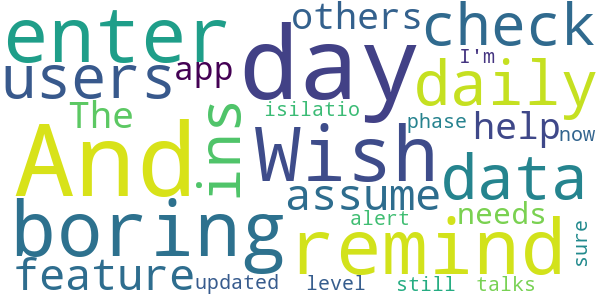 enter
day
others
check
users
app
I'm
daily
The
ins
isilatio
phase
help
now
And
Wish
assume
data
boring
remind
alert
needs
sure
feature
updated
level
still
talks